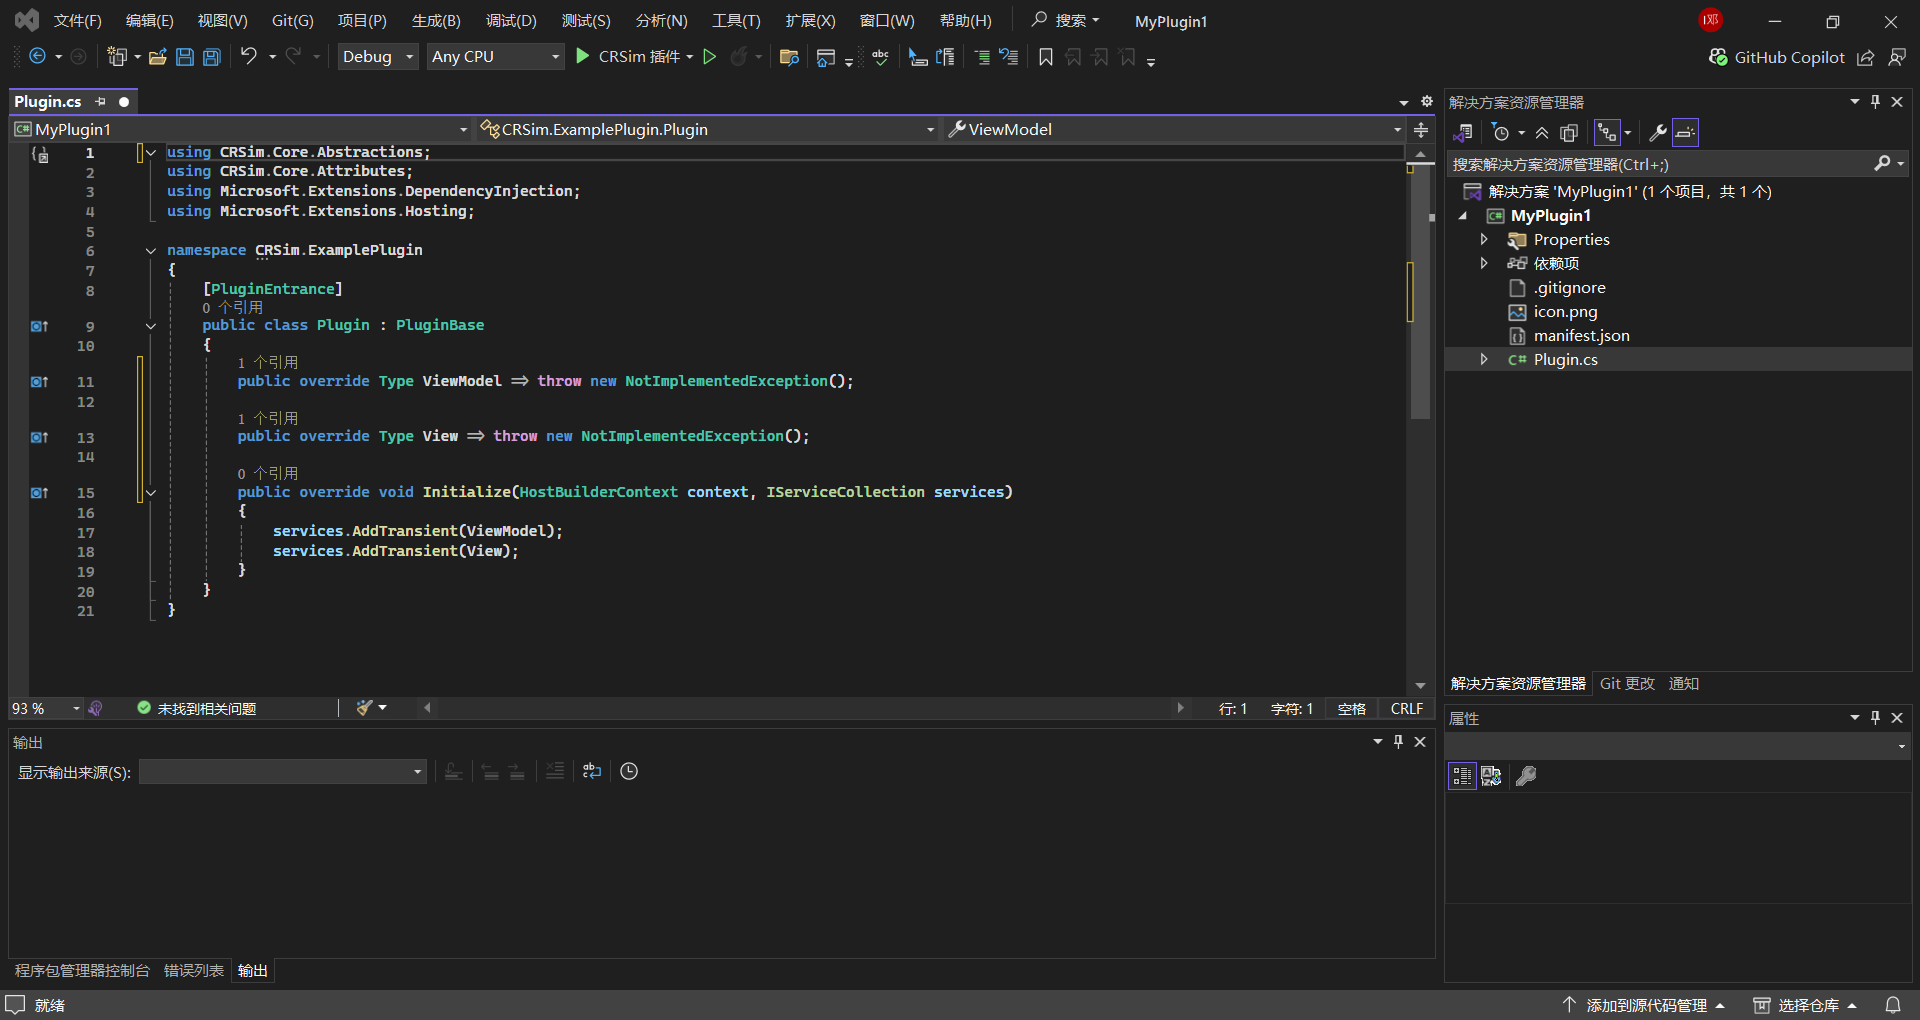 文件(F) 编辑(E) 视图(V) Git(G) 项目(P) 生成(B) 调试(D) 测试(S) 分析(N) 工具(T) 扩展(X) 窗口(W) 帮助(H) 搜索 MyPlugin1 邓
Debug Any CPU CRSim 插件 abc GitHub Copilot
Plugin.cs
MyPlugin1 CRSim.ExamplePlugin.Plugin ViewModel
1 using CRSim.Core.Abstractions;
2 using CRSim.Core.Attributes;
3 using Microsoft.Extensions.DependencyInjection;
4 using Microsoft.Extensions.Hosting;
5
6 namespace CRSim.ExamplePlugin
7 {
8 [PluginEntrance]
0 个引用
9 public class Plugin : PluginBase
10 {
1 个引用
11 public override Type ViewModel => throw new NotImplementedException();
12
1 个引用
13 public override Type View => throw new NotImplementedException();
14
0 个引用
15 public override void Initialize(HostBuilderContext context, IServiceCollection services)
16 {
17 services.AddTransient(ViewModel);
18 services.AddTransient(View);
19 }
20 }
21 }
93 % 未找到相关问题 行: 1 字符: 1 空格 CRLF
输出
显示输出来源(S):
程序包管理器控制台 错误列表 输出
解决方案资源管理器
搜索解决方案资源管理器(Ctrl+;)
解决方案 'MyPlugin1' (1 个项目，共 1 个)
MyPlugin1
Properties
依赖项
.gitignore
icon.png
manifest.json
C# Plugin.cs
解决方案资源管理器 Git 更改 通知
属性
就绪 添加到源代码管理 选择仓库